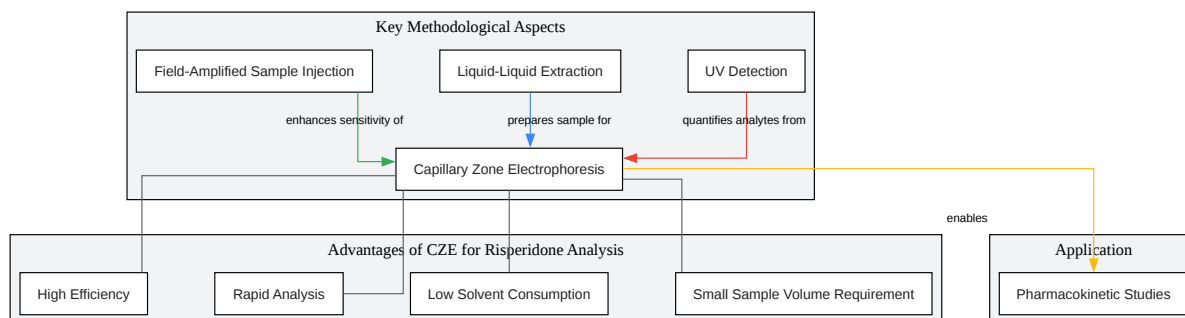 Key Methodological Aspects
Field-Amplified Sample Injection
Liquid-Liquid Extraction
UV Detection
enhances sensitivity of
prepares sample for
quantifies analytes from
Capillary Zone Electrophoresis
enables
Advantages of CZE for Risperidone Analysis
Application
High Efficiency
Rapid Analysis
Low Solvent Consumption
Small Sample Volume Requirement
Pharmacokinetic Studies